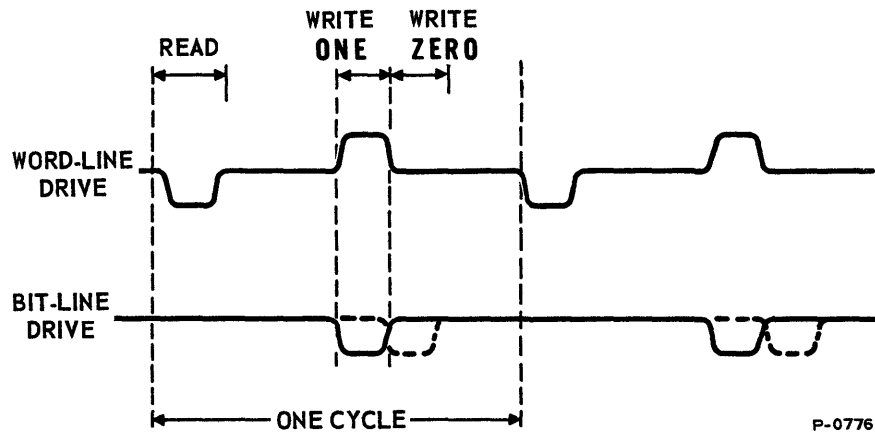 READ
WRITE
ONE
WRITE
ZERO
WORD-LINE
DRIVE
BIT-LINE
DRIVE
ONE CYCLE
P-0776